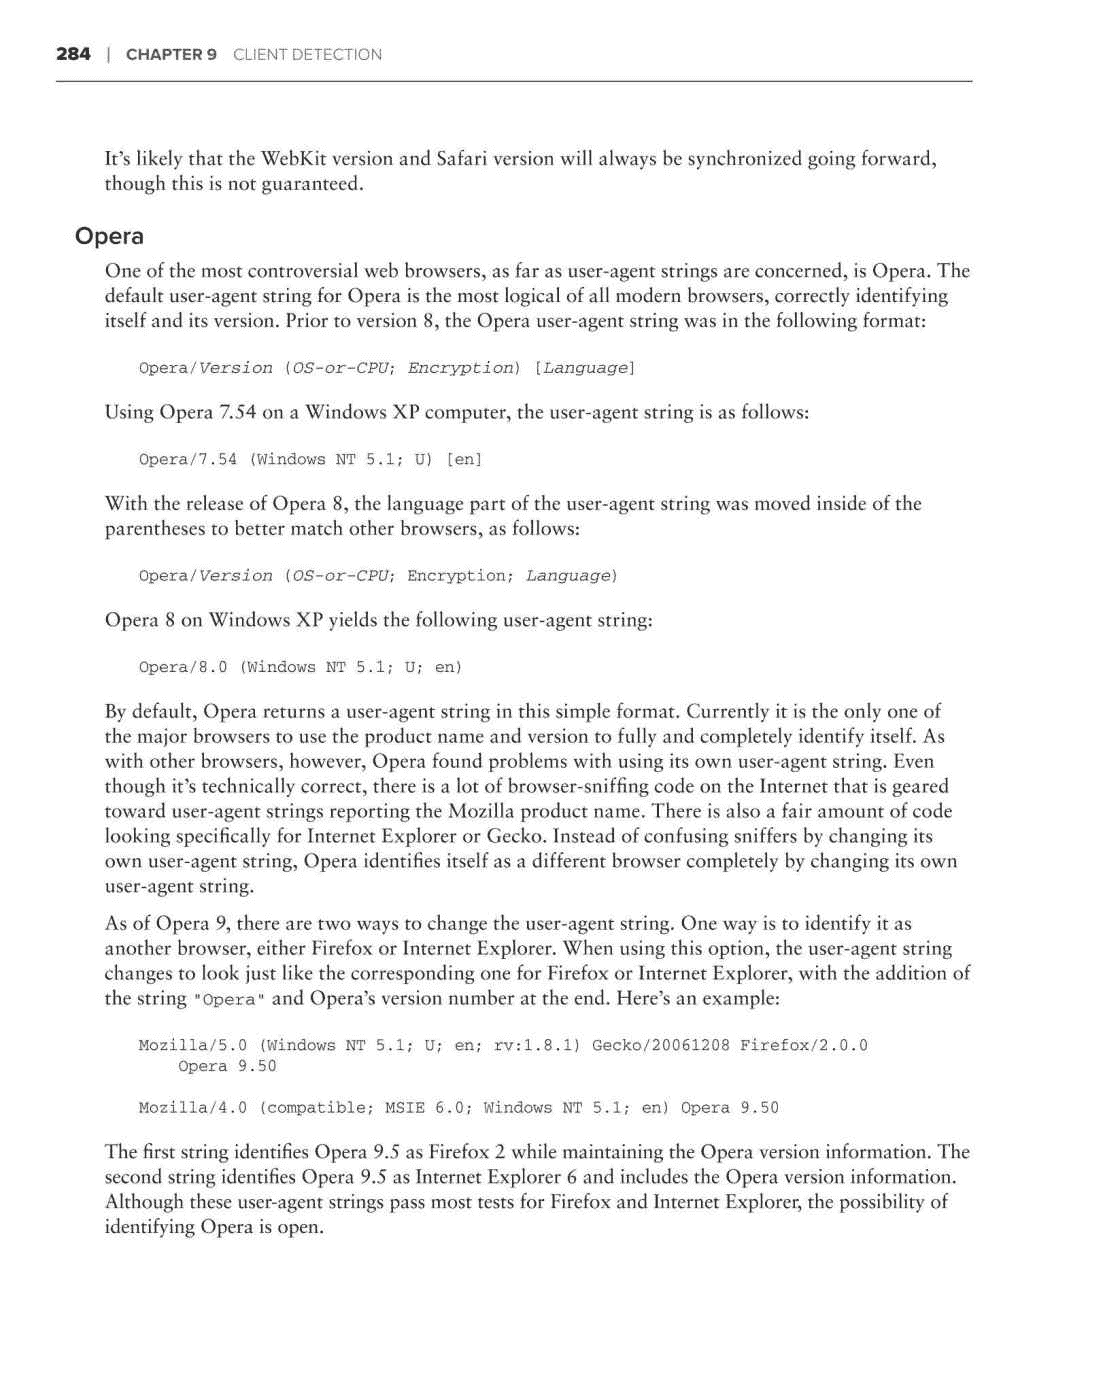 284 | CHAPTER 9 CLIENT DETECTION
It’s likely that the WebKit version and Safari version will always be synchronized going forward,
though this is not guaranteed.
Opera
One of the most controversial web browsers, as far as user-agent strings are concerned, is Opera. The
default user-agent string for Opera is the most logical of all modern browsers, correctly identifying
itself and its version. Prior to version 8, the Opera user-agent string was in the following format:
Opera/Version (OS-or-CPU; Encryption) [Language]
Using Opera 7.54 on a Windows XP computer, the user-agent string is as follows:
Opera/7.54 (Windows NT 5.1; U) [en]
With the release of Opera 8, the language part of the user-agent string was moved inside of the
parentheses to better match other browsers, as follows:
Opera/Version (OS-or-CPU; Encryption; Language)
Opera 8 on Windows XP yields the following user-agent string:
Opera/8.0 (Windows NT 5.1; U; en)
By default, Opera returns a user-agent string in this simple format. Currently it is the only one of
the major browsers to use the product name and version to fully and completely identify itself. As
with other browsers, however, Opera found problems with using its own user-agent string. Even
though it’s technically correct, there is a lot of browser-sniffing code on the Internet that is geared
toward user-agent strings reporting the Mozilla product name. There is also a fair amount of code
looking specifically for Internet Explorer or Gecko. Instead of confusing sniffers by changing its
own user-agent string, Opera identifies itself as a different browser completely by changing its own
user-agent string.
As of Opera 9, there are two ways to change the user-agent string. One way is to identify it as
another browser, either Firefox or Internet Explorer. When using this option, the user-agent string
changes to look just like the corresponding one for Firefox or Internet Explorer, with the addition of
the string "Opera" and Opera’s version number at the end. Here’s an example:
Mozilla/5.0 (Windows NT 5.1; U; en; rv:1.8.1) Gecko/20061208 Firefox/2.0.0
Opera 9.50
Mozilla/4.0 (compatible; MSIE 6.0; Windows NT 5.1; en) Opera 9.50
The first string identifies Opera 9.5 as Firefox 2 while maintaining the Opera version information. The
second string identifies Opera 9.5 as Internet Explorer 6 and includes the Opera version information.
Although these user-agent strings pass most tests for Firefox and Internet Explorer, the possibility of
identifying Opera is open.